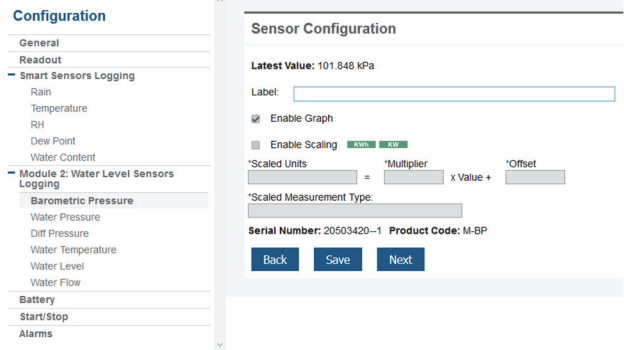 Configuration
General
Readout
Smart Sensors Logging
Rain
Temperature
RH
Dew Point
Water Content
Module 2: Water Level Sensors
Logging
Barometric Pressure
Water Pressure
Diff Pressure
Water Temperature
Water Level
Water Flow
Battery
Start/Stop
Alarms
Sensor Configuration
Latest Value: 101.848 kPa
Label:
Enable Graph
Enable Scaling KWh KW
*Scaled Units *Multiplier *Offset
= x Value +
*Scaled Measurement Type:
Serial Number: 20503420--1 Product Code: M-BP
Back Save Next